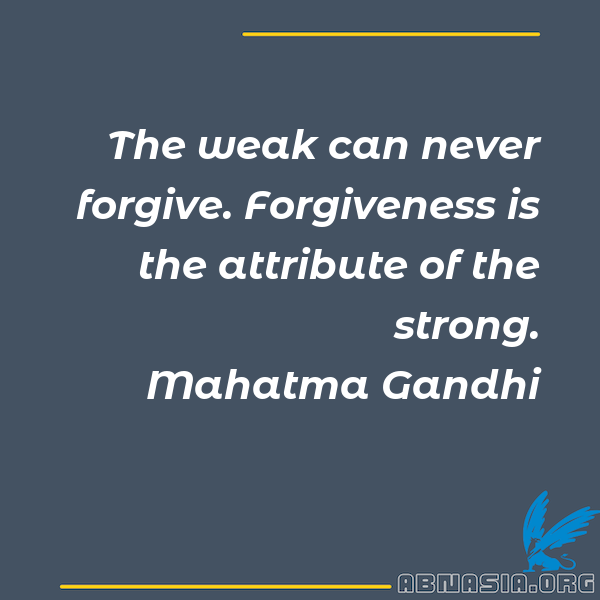 The weak can never
forgive. Forgiveness is
the attribute of the
strong.
Mahatma Gandhi
ABNASIA.ORG